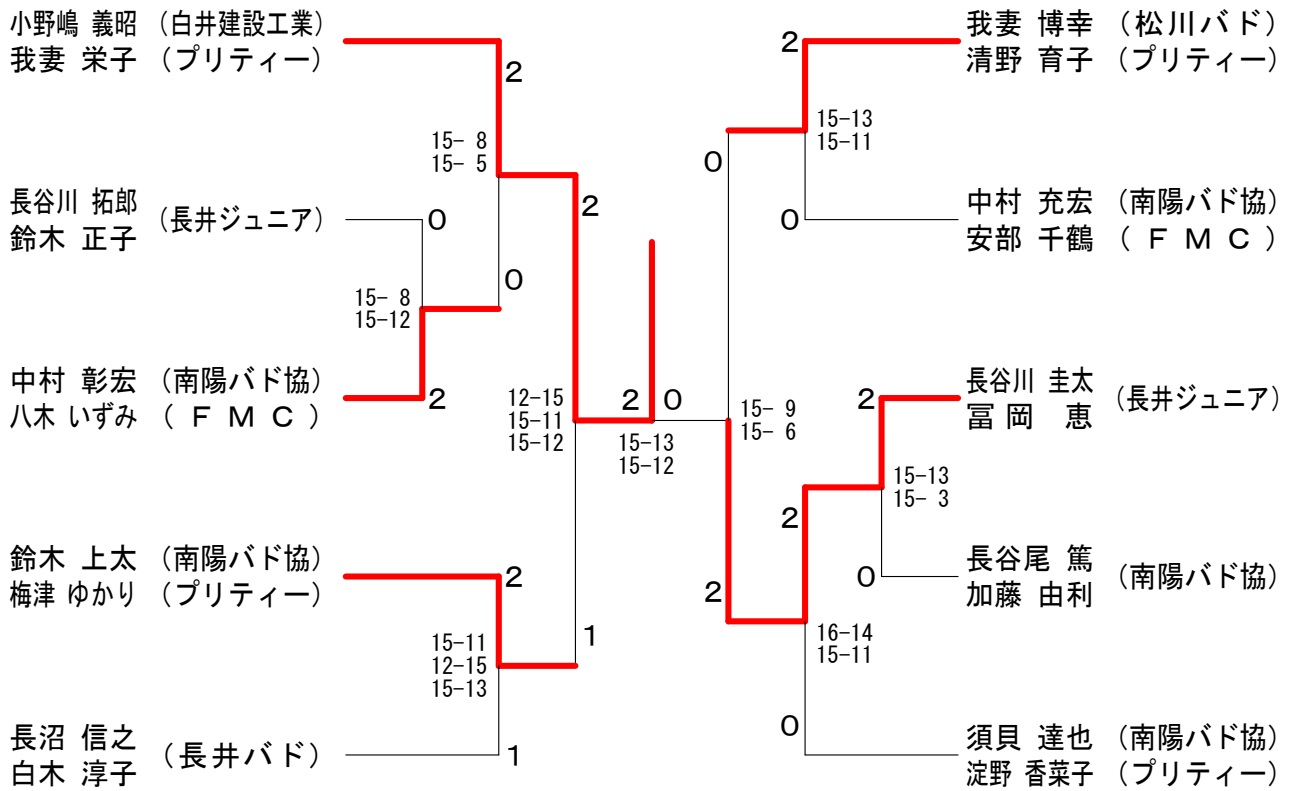 小野嶋 義昭 (白井建設工業)
我妻 栄子 (プリティー)
2
15- 8
15- 5
長谷川 拓郎
鈴木 正子
(長井ジュニア)
0
0
15- 8
15-12
中村 彰宏 (南陽バド協)
八木 いずみ (FMC)
2
2
12-15
15-11
15-12
鈴木 上太 (南陽バド協)
梅津 ゆかり (プリティー)
2
1
15-11
12-15
15-13
長沼 信之
白木 淳子
(長井バド)
1
2
0
15-13
15-12
我妻 博幸 (松川バド)
清野 育子 (プリティー)
2
15-13
15-11
0
0
中村 充宏 (南陽バド協)
安部 千鶴 (FMC)
15- 9
15- 6
長谷川 圭太
冨岡 恵
(長井ジュニア)
2
15-13
15- 3
2
0
長谷尾 篤
加藤 由利
(南陽バド協)
2
16-14
15-11
0
須貝 達也 (南陽バド協)
淀野 香菜子 (プリティー)